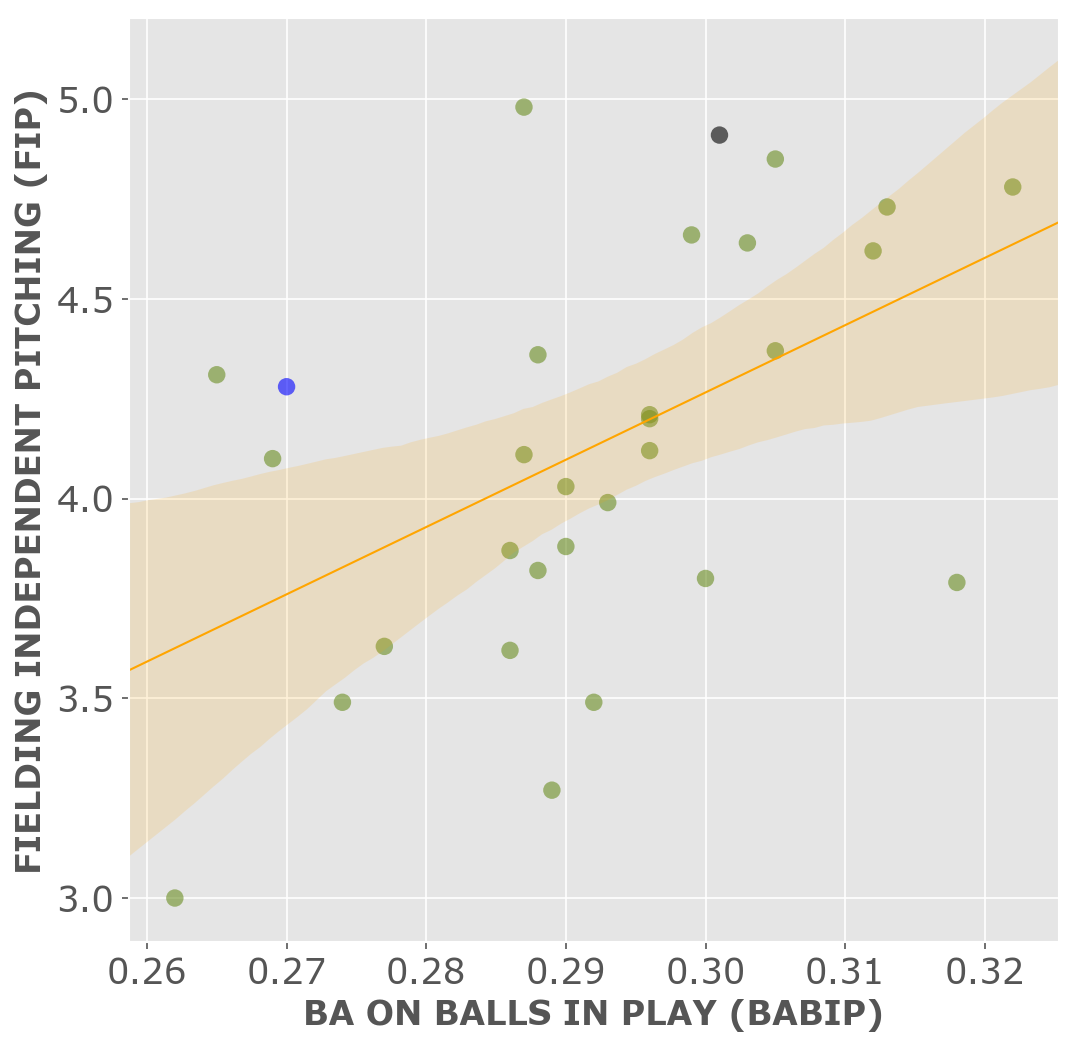 FIELDING INDEPENDENT PITCHING (FIP)
5.0
4.5
4.0
3.5
3.0
0.26 0.27 0.28 0.29 0.30 0.31 0.32
BA ON BALLS IN PLAY (BABIP)